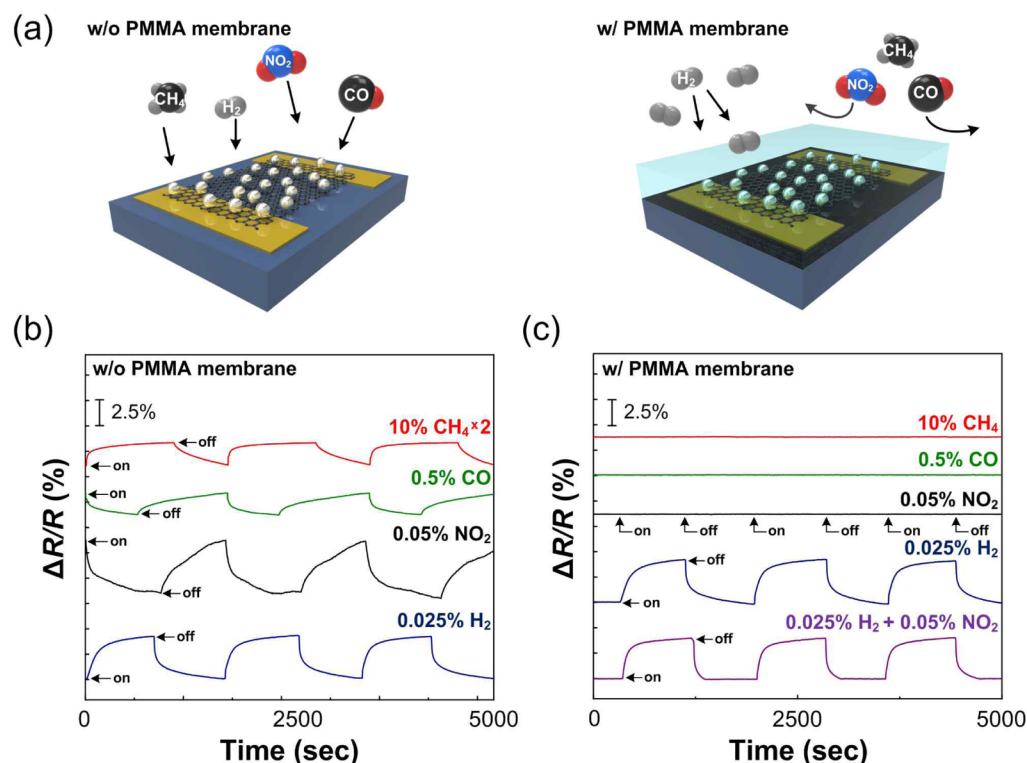 (a)
w/o PMMA membrane
w/ PMMA membrane
CH₄
H₂
NO₂
CO
H₂
NO₂
CH₄
CO
(b)
w/o PMMA membrane
2.5%
10% CH₄ˣ2
off
on
0.5% CO
on
off
0.05% NO₂
on
off
0.025% H₂
off
on
0 2500 5000
Time (sec)
ΔR/R (%)
(c)
w/ PMMA membrane
2.5%
10% CH₄
0.5% CO
0.05% NO₂
on off on off on off
0.025% H₂
off
on
0.025% H₂ + 0.05% NO₂
off
on
0 2500 5000
Time (sec)
ΔR/R (%)